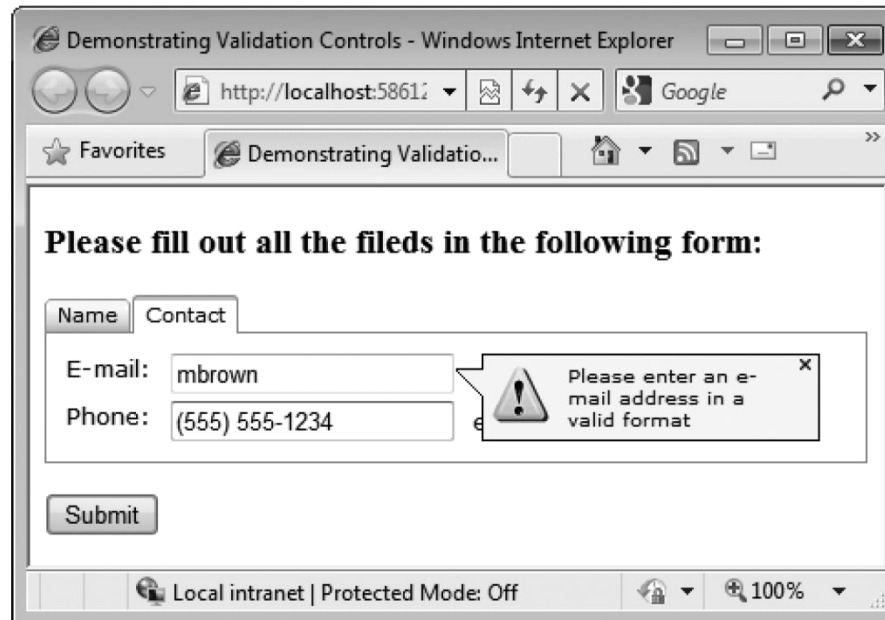 Demonstrating Validation Controls - Windows Internet Explorer
http://localhost:58612
Google
Favorites
Demonstrating Validatio...
Please fill out all the fileds in the following form:
Name
Contact
E-mail:
mbrown
Please enter an e-
mail address in a
valid format
Phone:
(555) 555-1234
e
Submit
Local intranet | Protected Mode: Off
100%